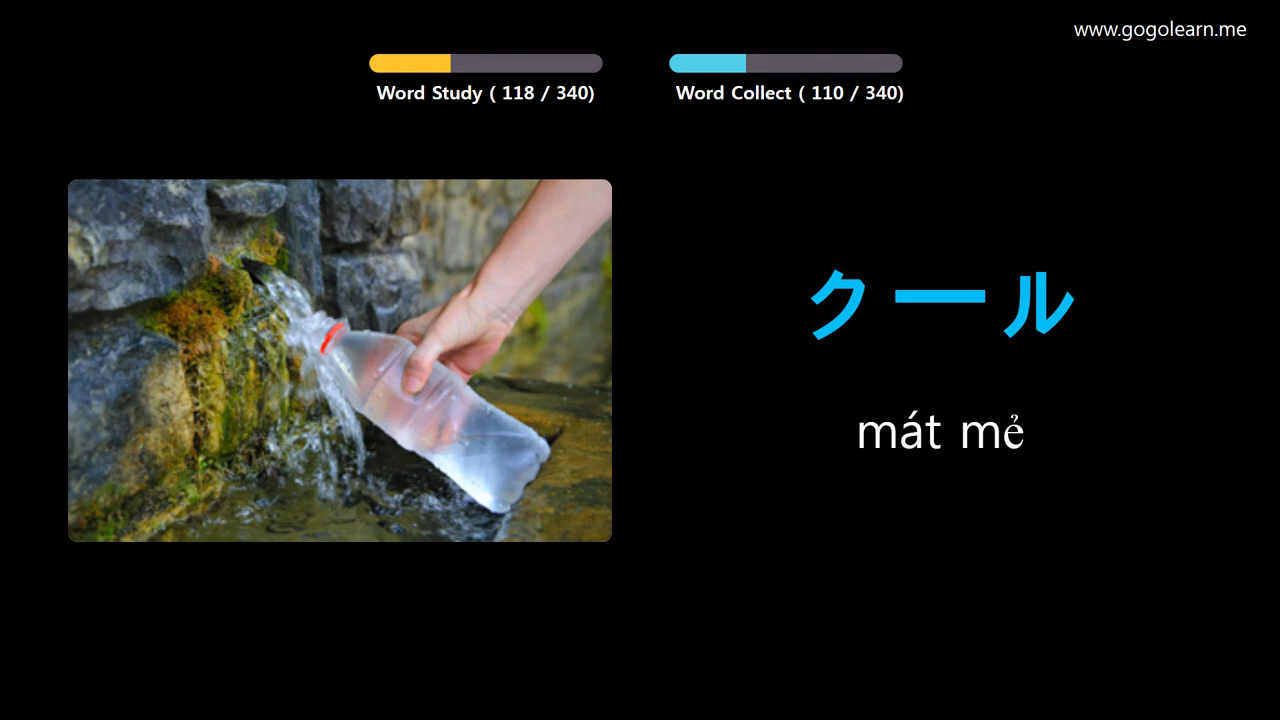 www.gogolearn.me
Word Study ( 118 / 340)
Word Collect ( 110 / 340)
クール
mát mẻ